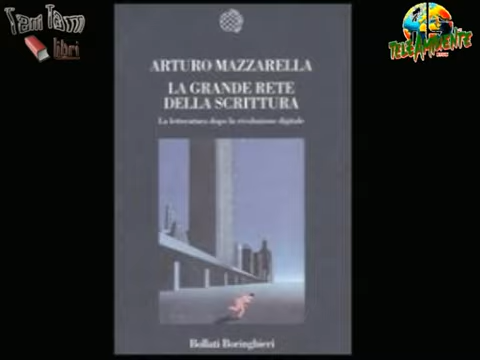 Tam Tam
libri
TELEAMBIENTE
ARTURO MAZZARELLA
LA GRANDE RETE
DELLA SCRITTURA
La letteratura dopo la rivoluzione digitale
Bollati Boringhieri